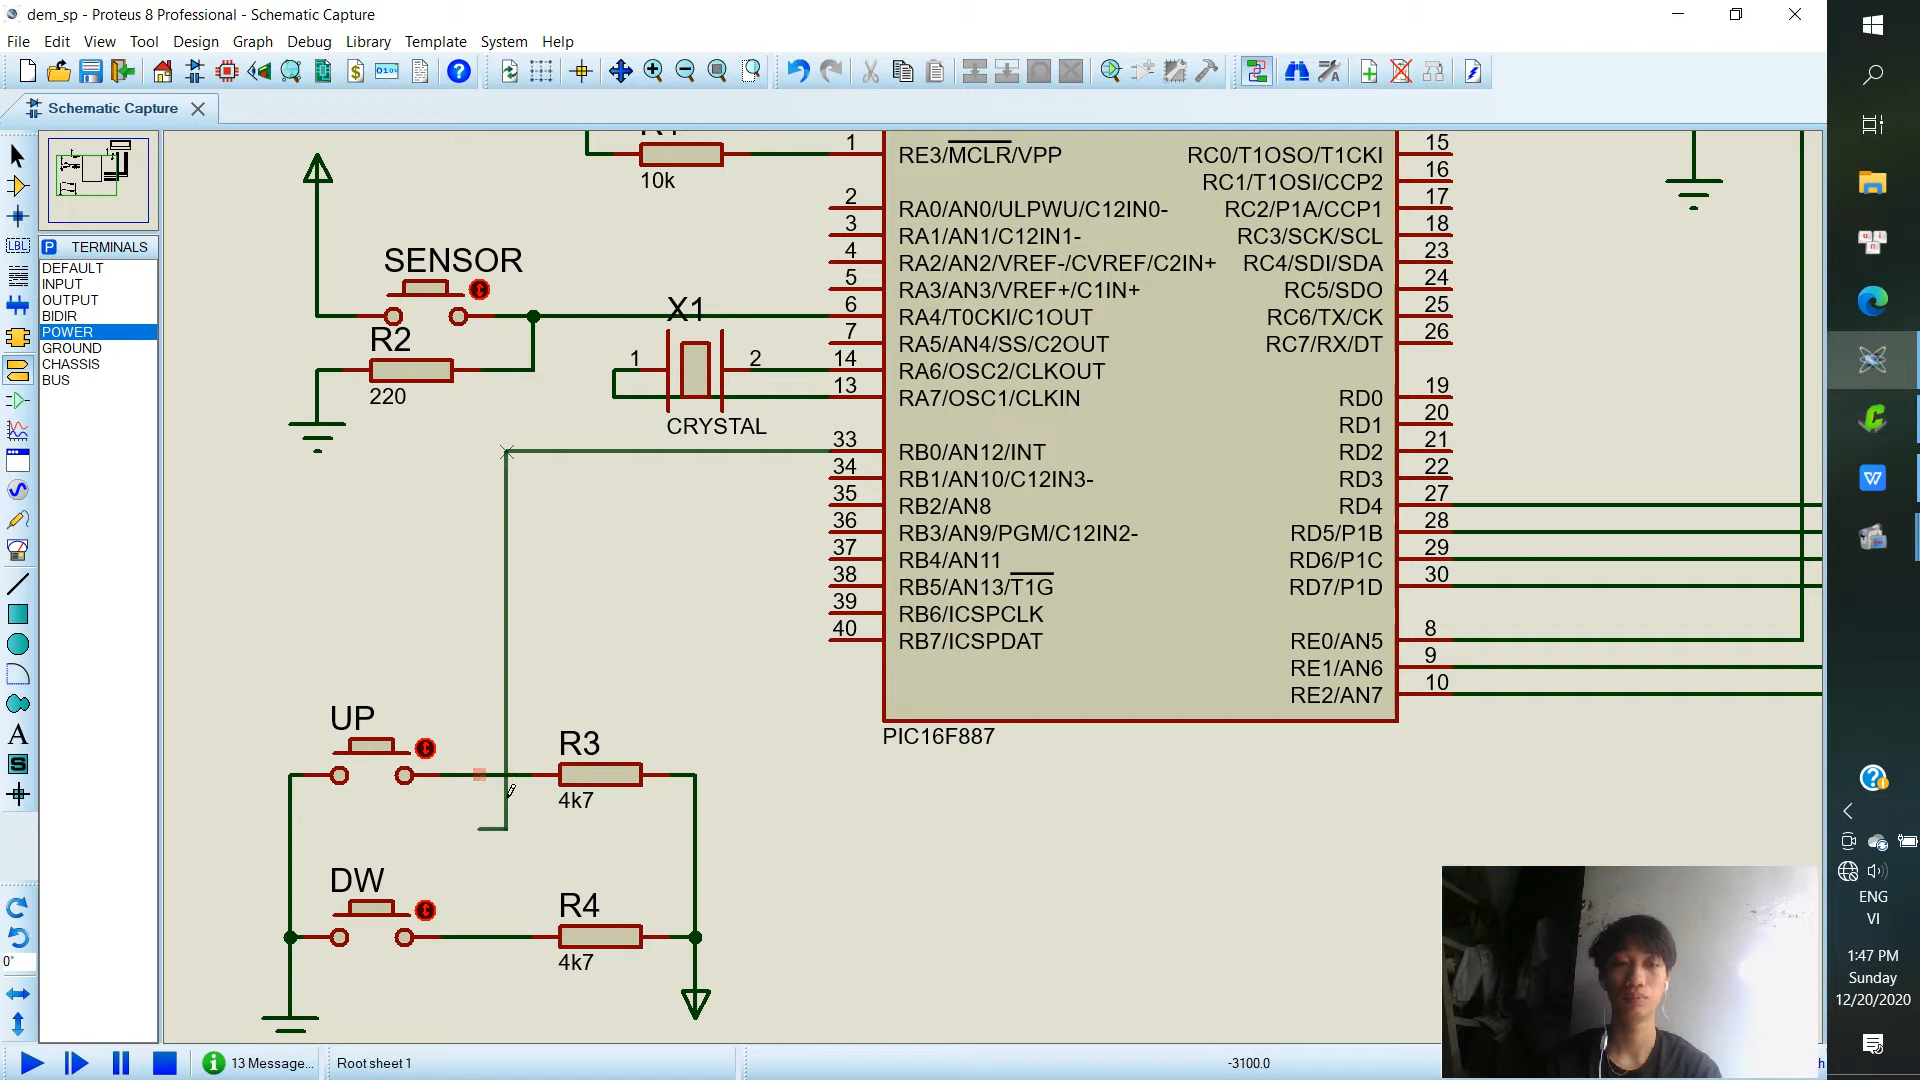 dem_sp - Proteus 8 Professional - Schematic Capture
File Edit View Tool Design Graph Debug Library Template System Help
Schematic Capture
TERMINALS
DEFAULT
INPUT
OUTPUT
BIDIR
POWER
GROUND
CHASSIS
BUS
0°
10k
SENSOR
R2
220
X1
1
2
CRYSTAL
UP
R3
4k7
DW
R4
4k7
1 RE3/MCLR/VPP
2 RA0/AN0/ULPWU/C12IN0-
3 RA1/AN1/C12IN1-
4 RA2/AN2/VREF-/CVREF/C2IN+
5 RA3/AN3/VREF+/C1IN+
6 RA4/T0CKI/C1OUT
7 RA5/AN4/SS/C2OUT
14 RA6/OSC2/CLKOUT
13 RA7/OSC1/CLKIN
33 RB0/AN12/INT
34 RB1/AN10/C12IN3-
35 RB2/AN8
36 RB3/AN9/PGM/C12IN2-
37 RB4/AN11
38 RB5/AN13/T1G
39 RB6/ICSPCLK
40 RB7/ICSPDAT
RC0/T1OSO/T1CKI 15
RC1/T1OSI/CCP2 16
RC2/P1A/CCP1 17
RC3/SCK/SCL 18
RC4/SDI/SDA 23
RC5/SDO 24
RC6/TX/CK 25
RC7/RX/DT 26
RD0 19
RD1 20
RD2 21
RD3 22
RD4 27
RD5/P1B 28
RD6/P1C 29
RD7/P1D 30
RE0/AN5 8
RE1/AN6 9
RE2/AN7 10
PIC16F887
13 Message...
Root sheet 1
-3100.0
ENG
VI
1:47 PM
Sunday
12/20/2020